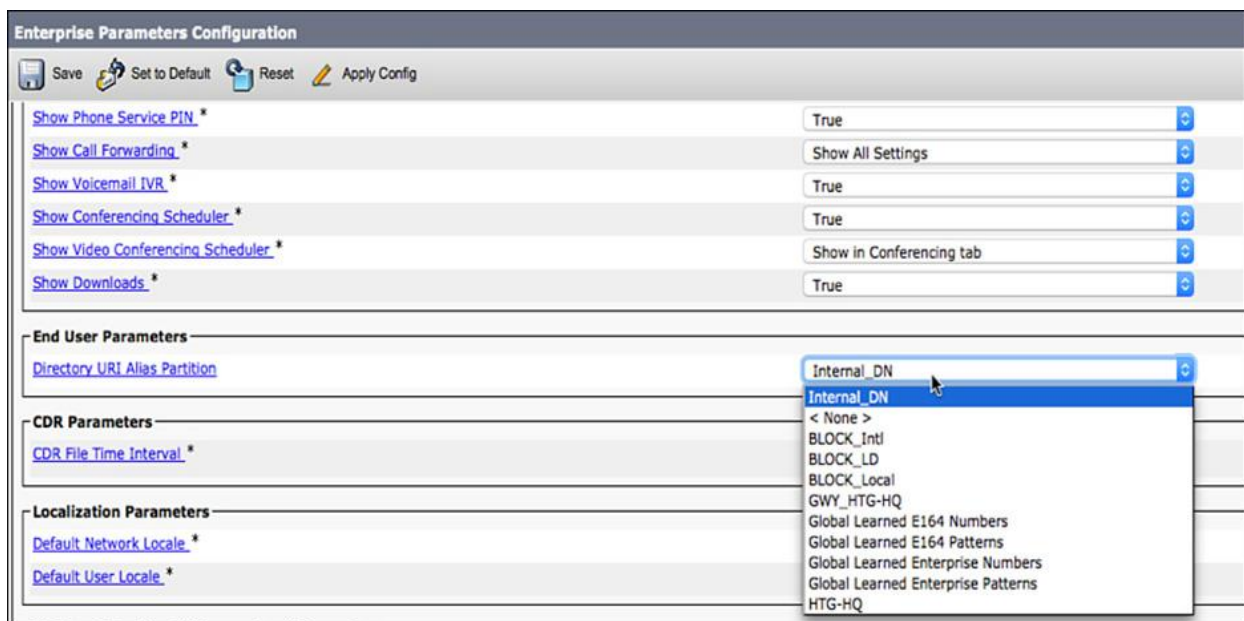 Enterprise Parameters Configuration
Save Set to Default Reset Apply Config
Show Phone Service PIN * True
Show Call Forwarding * Show All Settings
Show Voicemail IVR * True
Show Conferencing Scheduler * True
Show Video Conferencing Scheduler * Show in Conferencing tab
Show Downloads * True
End User Parameters
Directory URI Alias Partition Internal_DN
Internal_DN
< None >
BLOCK_Intl
BLOCK_LD
BLOCK_Local
GWY_HTG-HQ
Global Learned E164 Numbers
Global Learned E164 Patterns
Global Learned Enterprise Numbers
Global Learned Enterprise Patterns
HTG-HQ
CDR Parameters
CDR File Time Interval *
Localization Parameters
Default Network Locale *
Default User Locale *